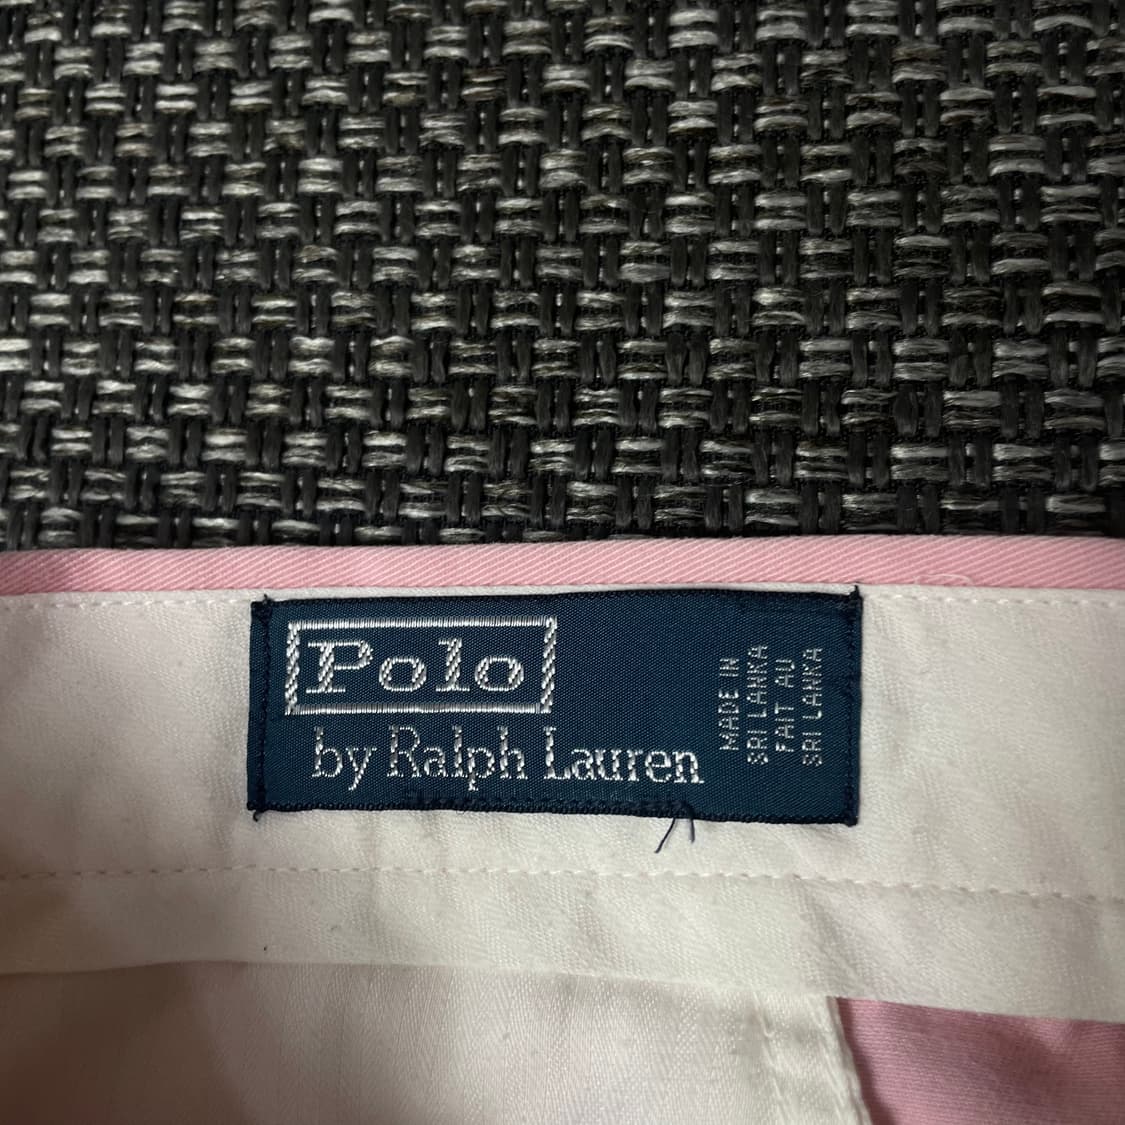 Polo
by Ralph Lauren
MADE IN
SRI LANKA
FAIT AU
SRI LANKA